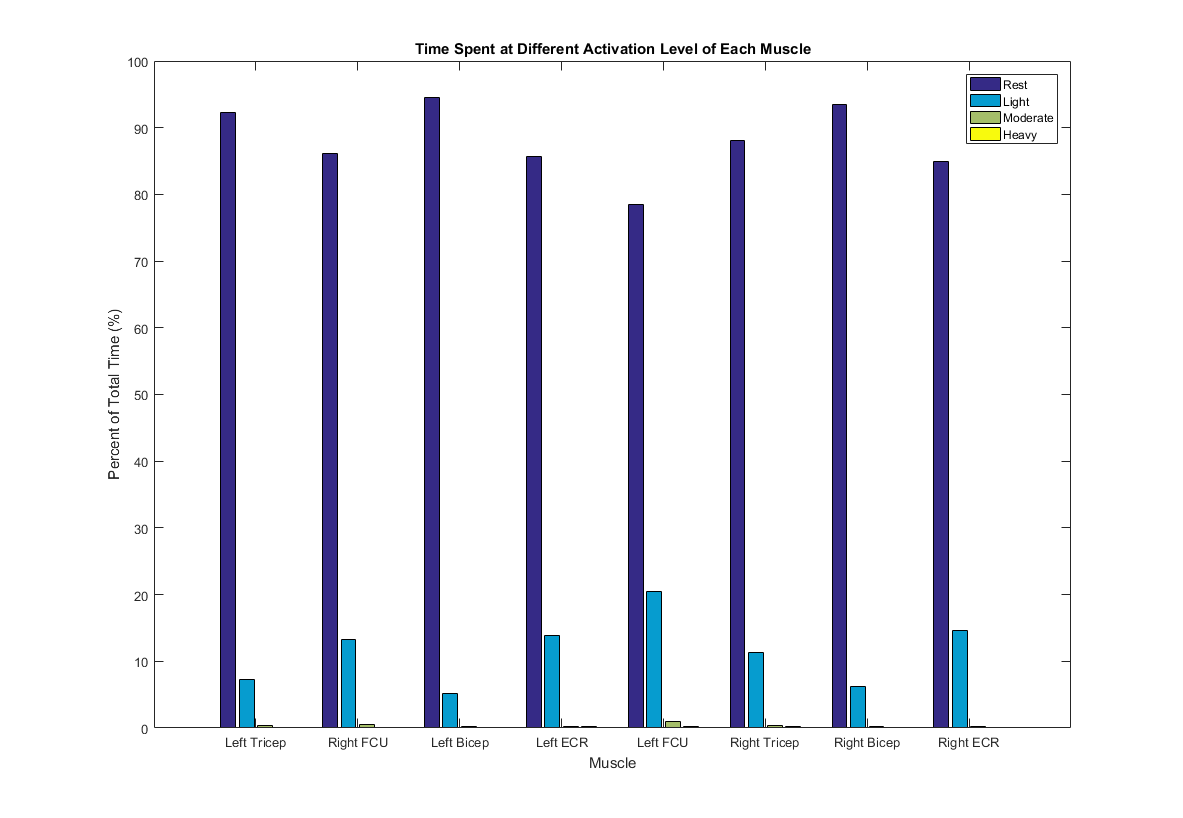 Time Spent at Different Activation Level of Each Muscle
100
90
80
70
60
50
40
30
20
10
0
Percent of Total Time (%)
Rest
Light
Moderate
Heavy
Left Tricep Right FCU Left Bicep Left ECR Left FCU Right Tricep Right Bicep Right ECR
Muscle